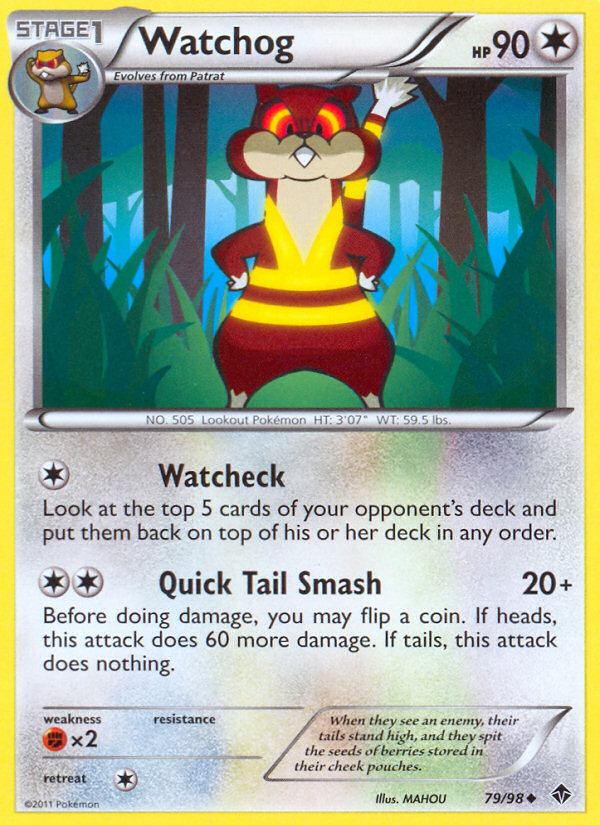 STAGE1
Watchog
HP 90
Evolves from Patrat
NO. 505 Lookout Pokémon HT: 3'07" WT: 59.5 lbs.
Watcheck
Look at the top 5 cards of your opponent's deck and
put them back on top of his or her deck in any order.
Quick Tail Smash 20+
Before doing damage, you may flip a coin. If heads,
this attack does 60 more damage. If tails, this attack
does nothing.
weakness resistance
×2
When they see an enemy, their
tails stand high, and they spit
the seeds of berries stored in
their cheek pouches.
retreat
Illus. MAHOU 79/98
©2011 Pokémon